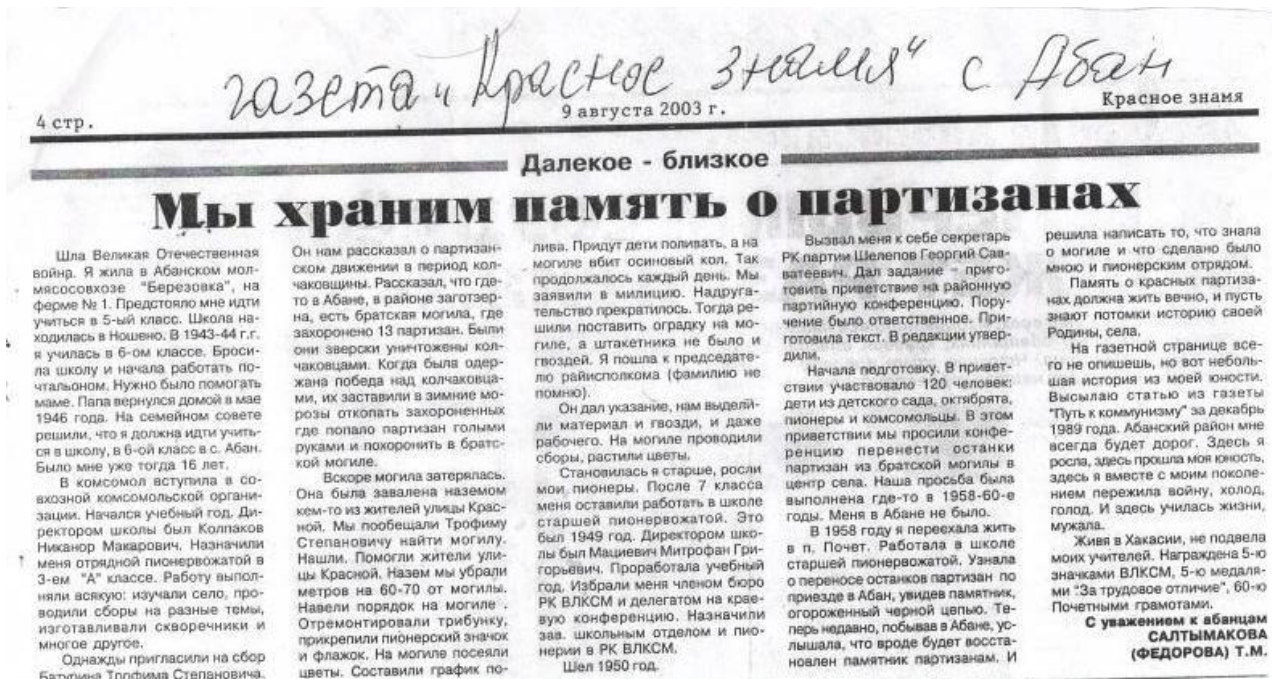 газета "Красное знамя" с Абан
4 стр.
9 августа 2003 г.
Красное знамя
Далекое - близкое
Мы храним память о партизанах
Шла Великая Отечественная
война. Я жила в Абанском мол-
мясосовхозе "Березовка", на
ферме № 1. Предстояло мне идти
учиться в 5-ый класс. Школа на-
ходилась в Ношено. В 1943-44 г.г.
я училась в 6-ом классе. Броси-
ла школу и начала работать по-
чтальоном. Нужно было помогать
маме. Папа вернулся домой в мае
1946 года. На семейном совете
решили, что я должна идти учить-
ся в школу, в 6-ой класс в с. Абан.
Было мне уже тогда 16 лет.
В комсомол вступила в со-
вхозной комсомольской органи-
зации. Начался учебный год. Ди-
ректором школы был Колпаков
Никанор Макарович. Назначили
меня отрядной пионервожатой в
3-ем "А" классе. Работу выпол-
няли всякую: изучали село, про-
водили сборы на разные темы,
изготавливали скворечники и
многое другое.
Однажды пригласили на сбор
Батурина Трофима Степановича.
Он нам рассказал о партизан-
ском движении в период кол-
чаковщины. Рассказал, что где-
то в Абане, в районе заготзер-
на, есть братская могила, где
захоронено 13 партизан. Были
они зверски уничтожены кол-
чаковцами. Когда была одер-
жана победа над колчаковца-
ми, их заставили в зимние мо-
розы откопать захороненных
где попало партизан голыми
руками и похоронить в братс-
кой могиле.
Вскоре могила затерялась.
Она была завалена наземом
кем-то из жителей улицы Крас-
ной. Мы пообещали Трофиму
Степановичу найти могилу.
Нашли. Помогли жители ули-
цы Красной. Назем мы убрали
метров на 60-70 от могилы.
Навели порядок на могиле .
Отремонтировали трибунку,
прикрепили пионерский значок
и флажок. На могиле посеяли
цветы. Составили график по-
лива. Придут дети поливать, а на
могиле вбит осиновый кол. Так
продолжалось каждый день. Мы
заявили в милицию. Надруга-
тельство прекратилось. Тогда ре-
шили поставить оградку на мо-
гиле, а штакетника не было и
гвоздей. Я пошла к председате-
лю райисполкома (фамилию не
помню).
Он дал указание, нам выдели-
ли материал и гвозди, и даже
рабочего. На могиле проводили
сборы, растили цветы.
Становилась я старше, росли
мои пионеры. После 7 класса
меня оставили работать в школе
старшей пионервожатой. Это
был 1949 год. Директором шко-
лы был Мациевич Митрофан Гри-
горьевич. Проработала учебный
год. Избрали меня членом бюро
РК ВЛКСМ и делегатом на крае-
вую конференцию. Назначили
зав. школьным отделом и пио-
нерии в РК ВЛКСМ.
Шел 1950 год.
Вызвал меня к себе секретарь
РК партии Шелепов Георгий Сав-
ватеевич. Дал задание - приго-
товить приветствие на районную
партийную конференцию. Пору-
чение было ответственное. При-
готовила текст. В редакции утвер-
дили.
Начала подготовку. В привет-
ствии участвовало 120 человек:
дети из детского сада, октябрята,
пионеры и комсомольцы. В этом
приветствии мы просили конфе-
ренцию перенести останки
партизан из братской могилы в
центр села. Наша просьба была
выполнена где-то в 1958-60-е
годы. Меня в Абане не было.
В 1958 году я переехала жить
в п. Почет. Работала в школе
старшей пионервожатой. Узнала
о переносе останков партизан по
приезде в Абан, увидев памятник,
огороженный черной цепью. Те-
перь недавно, побывав в Абане, ус-
лышала, что вроде будет восста-
новлен памятник партизанам. И
решила написать то, что знала
о могиле и что сделано было
мною и пионерским отрядом.
Память о красных партиза-
нах должна жить вечно, и пусть
знают потомки историю своей
Родины, села.
На газетной странице все-
го не опишешь, но вот неболь-
шая история из моей юности.
Высылаю статью из газеты
"Путь к коммунизму" за декабрь
1989 года. Абанский район мне
всегда будет дорог. Здесь я
росла, здесь прошла моя юность,
здесь я вместе с моим поколе-
нием пережила войну, холод,
голод. И здесь училась жизни,
мужала.
Живя в Хакасии, не подвела
моих учителей. Награждена 5-ю
значками ВЛКСМ, 5-ю медаля-
ми "За трудовое отличие", 60-ю
Почетными грамотами.
С уважением к абанцам
САЛТЫМАКОВА
(ФЕДОРОВА) Т.М.